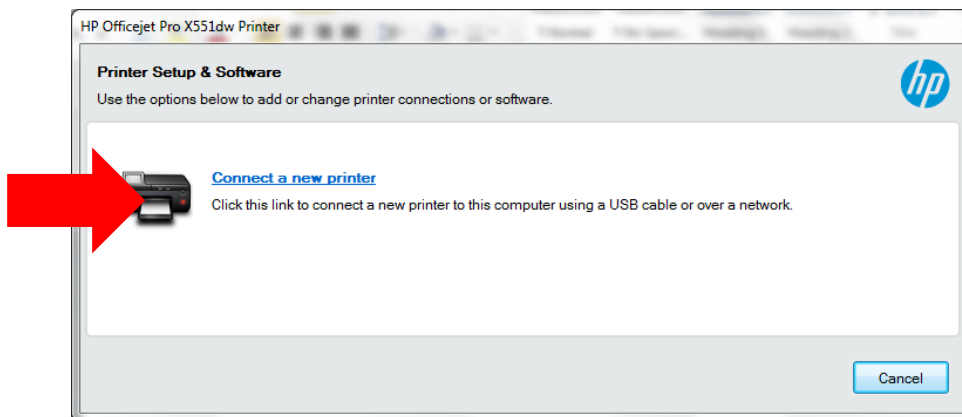 HP Officejet Pro X551dw Printer
Printer Setup & Software
Use the options below to add or change printer connections or software.
hp
Connect a new printer
Click this link to connect a new printer to this computer using a USB cable or over a network.
Cancel